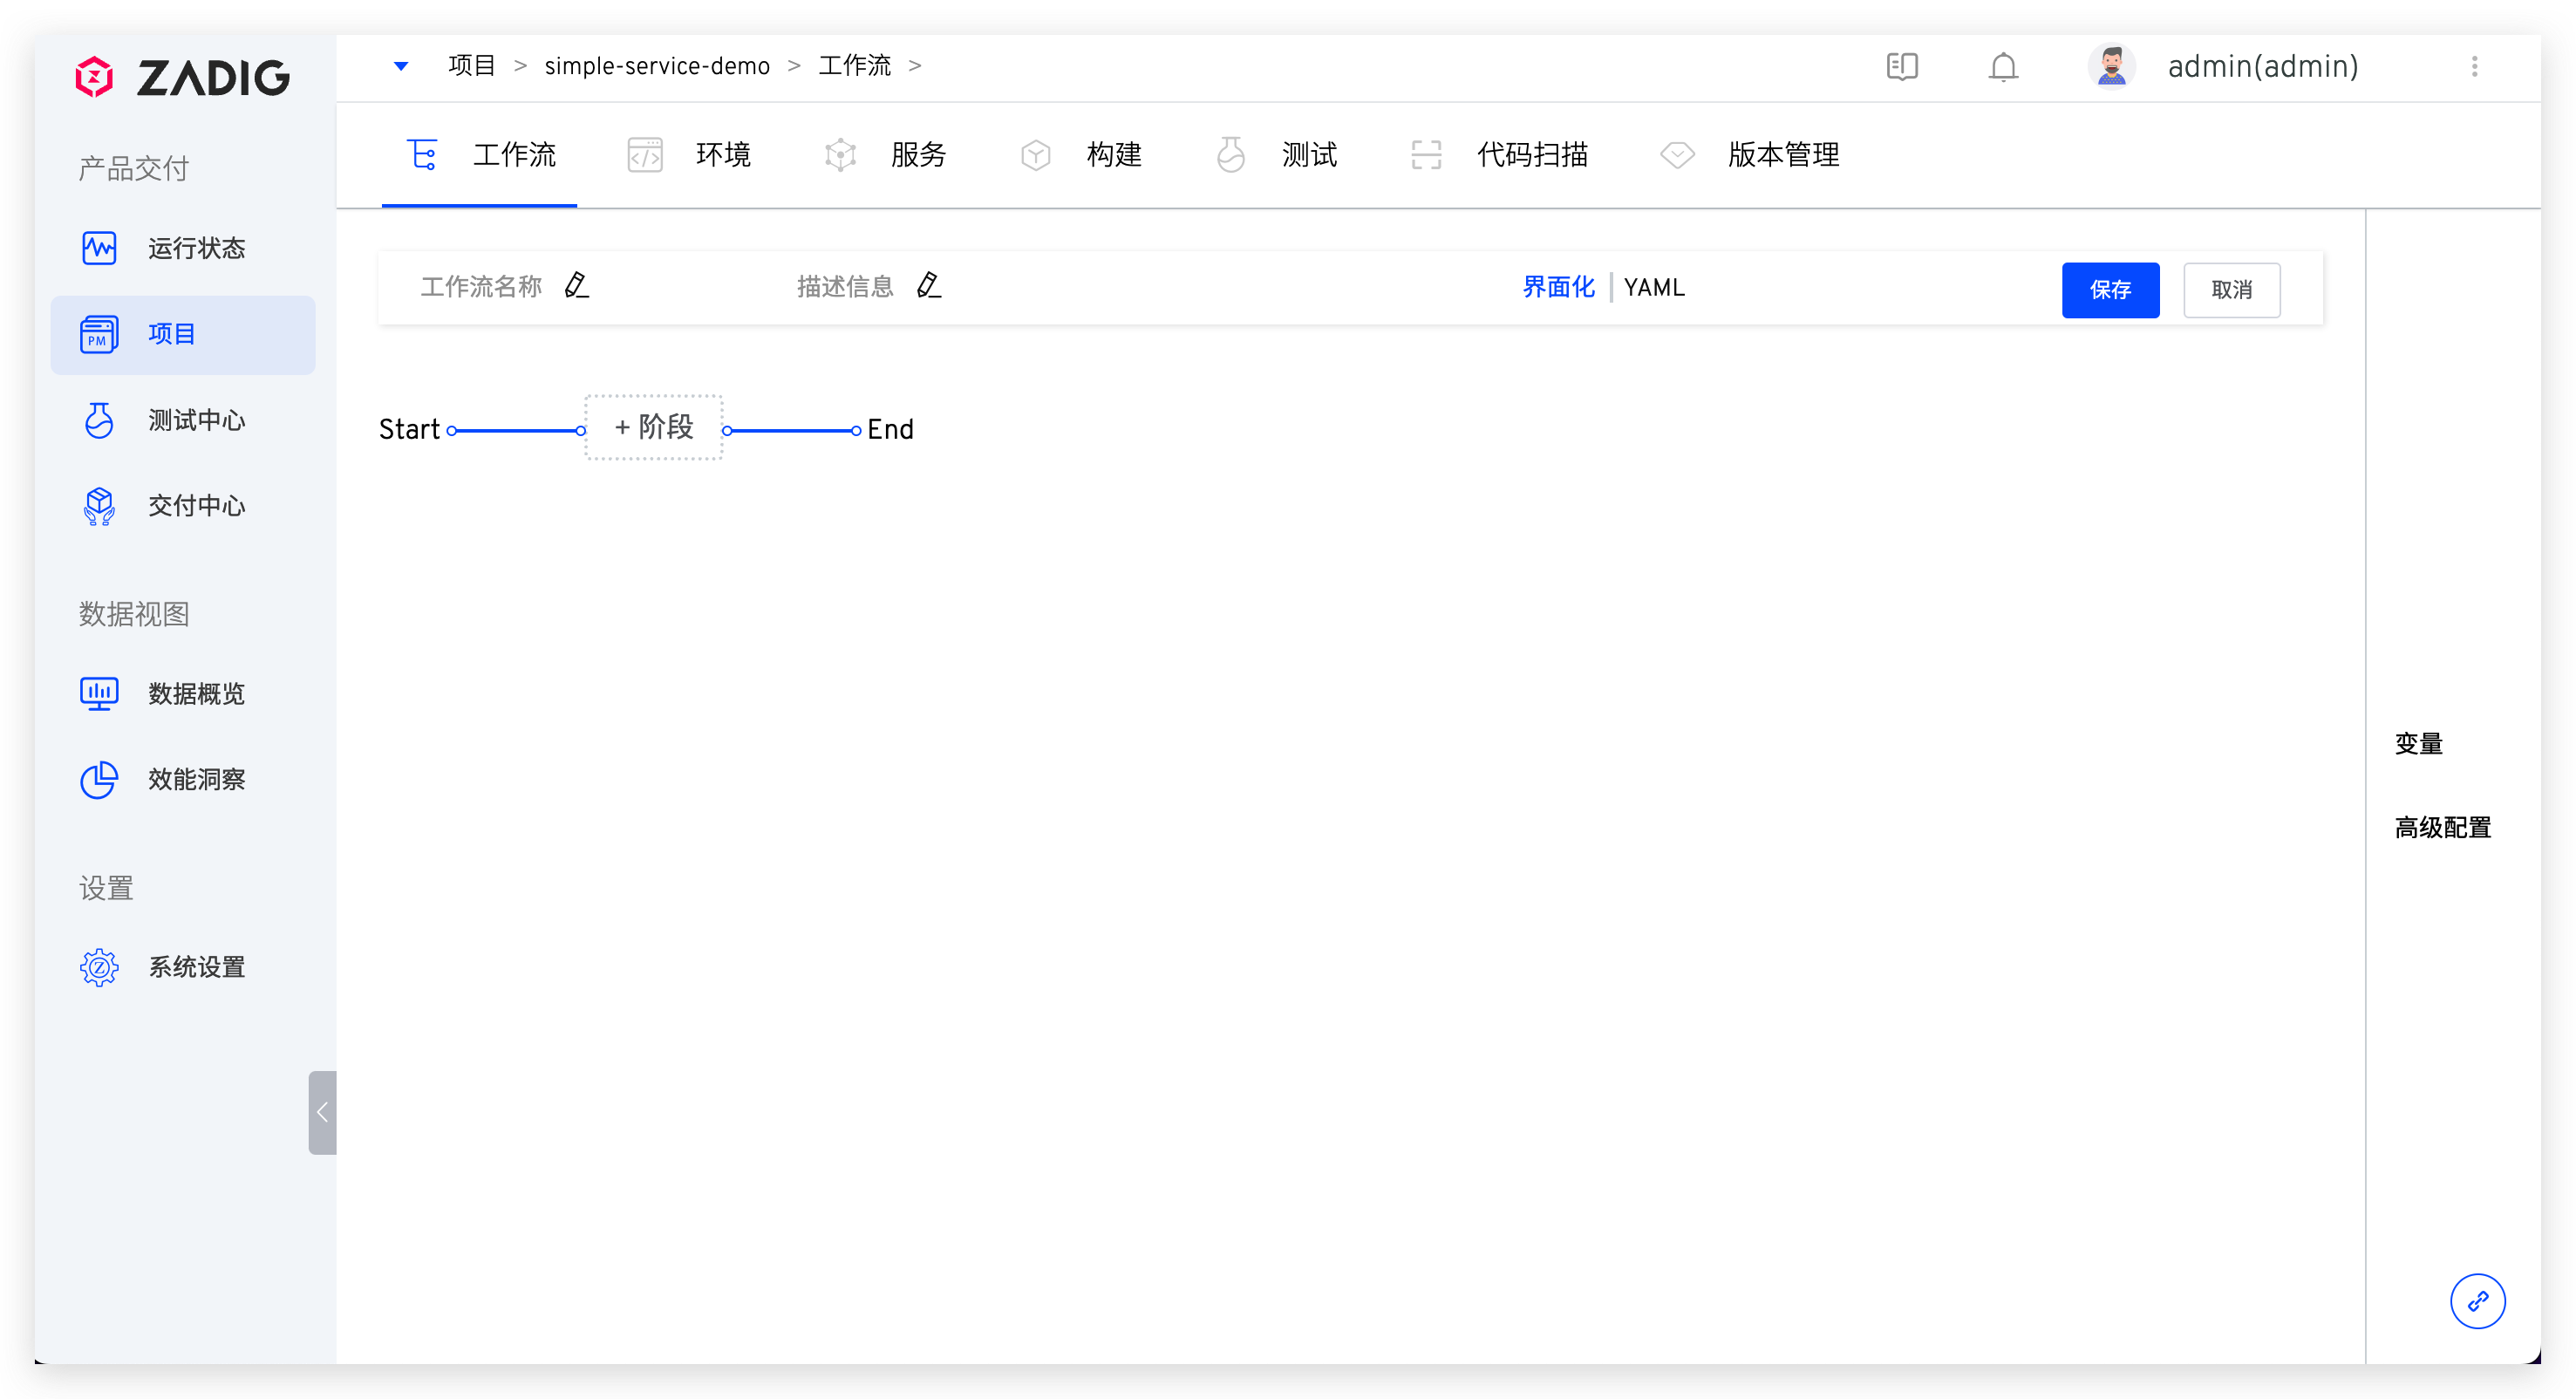 ZADIG
项目 > simple-service-demo > 工作流 >
admin(admin)
产品交付
运行状态
PM 项目
测试中心
交付中心
数据视图
数据概览
效能洞察
设置
系统设置
工作流
环境
服务
构建
测试
代码扫描
版本管理
工作流名称
描述信息
界面化 | YAML
保存
取消
Start
+ 阶段
End
变量
高级配置